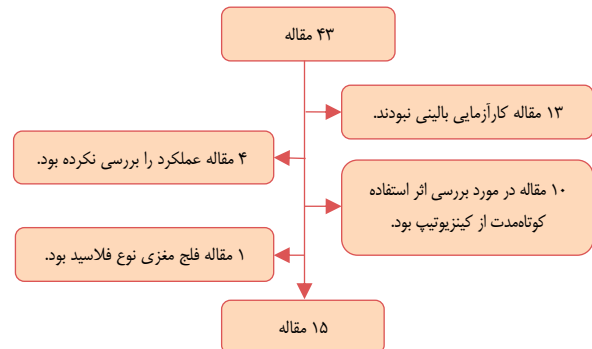 ۴۳ مقاله
۱۳ مقاله کارآزمایی بالینی نبودند.
۴ مقاله عملکرد را بررسی نکرده بود.
۱۰ مقاله در مورد بررسی اثر استفاده
کوتاه‌مدت از کینزیوتیپ بود.
۱ مقاله فلج مغزی نوع فلاسید بود.
۱۵ مقاله